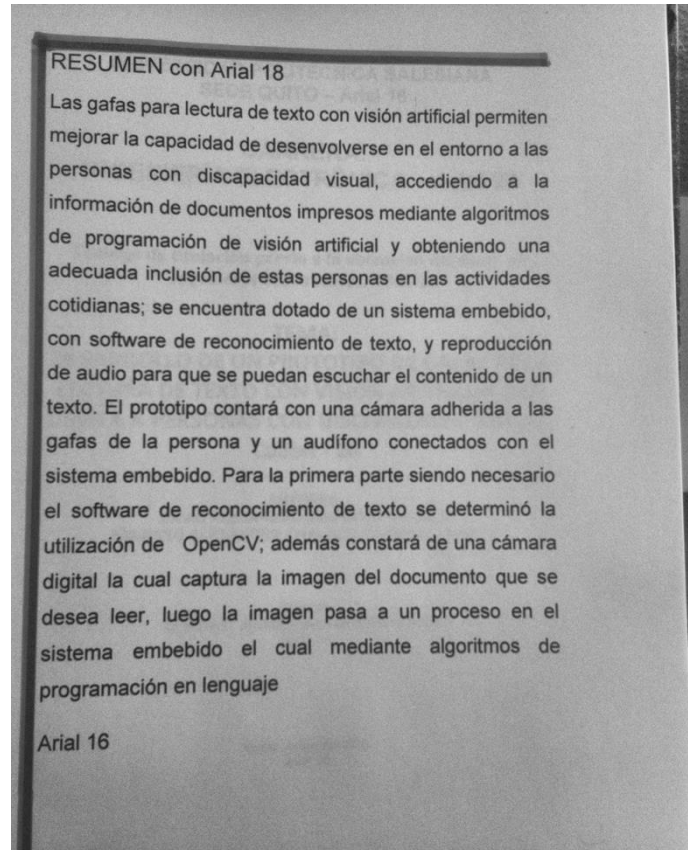 RESUMEN con Arial 18
Las gafas para lectura de texto con visión artificial permiten
mejorar la capacidad de desenvolverse en el entorno a las
personas con discapacidad visual, accediendo a la
información de documentos impresos mediante algoritmos
de programación de visión artificial y obteniendo una
adecuada inclusión de estas personas en las actividades
cotidianas; se encuentra dotado de un sistema embebido,
con software de reconocimiento de texto, y reproducción
de audio para que se puedan escuchar el contenido de un
texto. El prototipo contará con una cámara adherida a las
gafas de la persona y un audífono conectados con el
sistema embebido. Para la primera parte siendo necesario
el software de reconocimiento de texto se determinó la
utilización de OpenCV; además constará de una cámara
digital la cual captura la imagen del documento que se
desea leer, luego la imagen pasa a un proceso en el
sistema embebido el cual mediante algoritmos de
programación en lenguaje
Arial 16